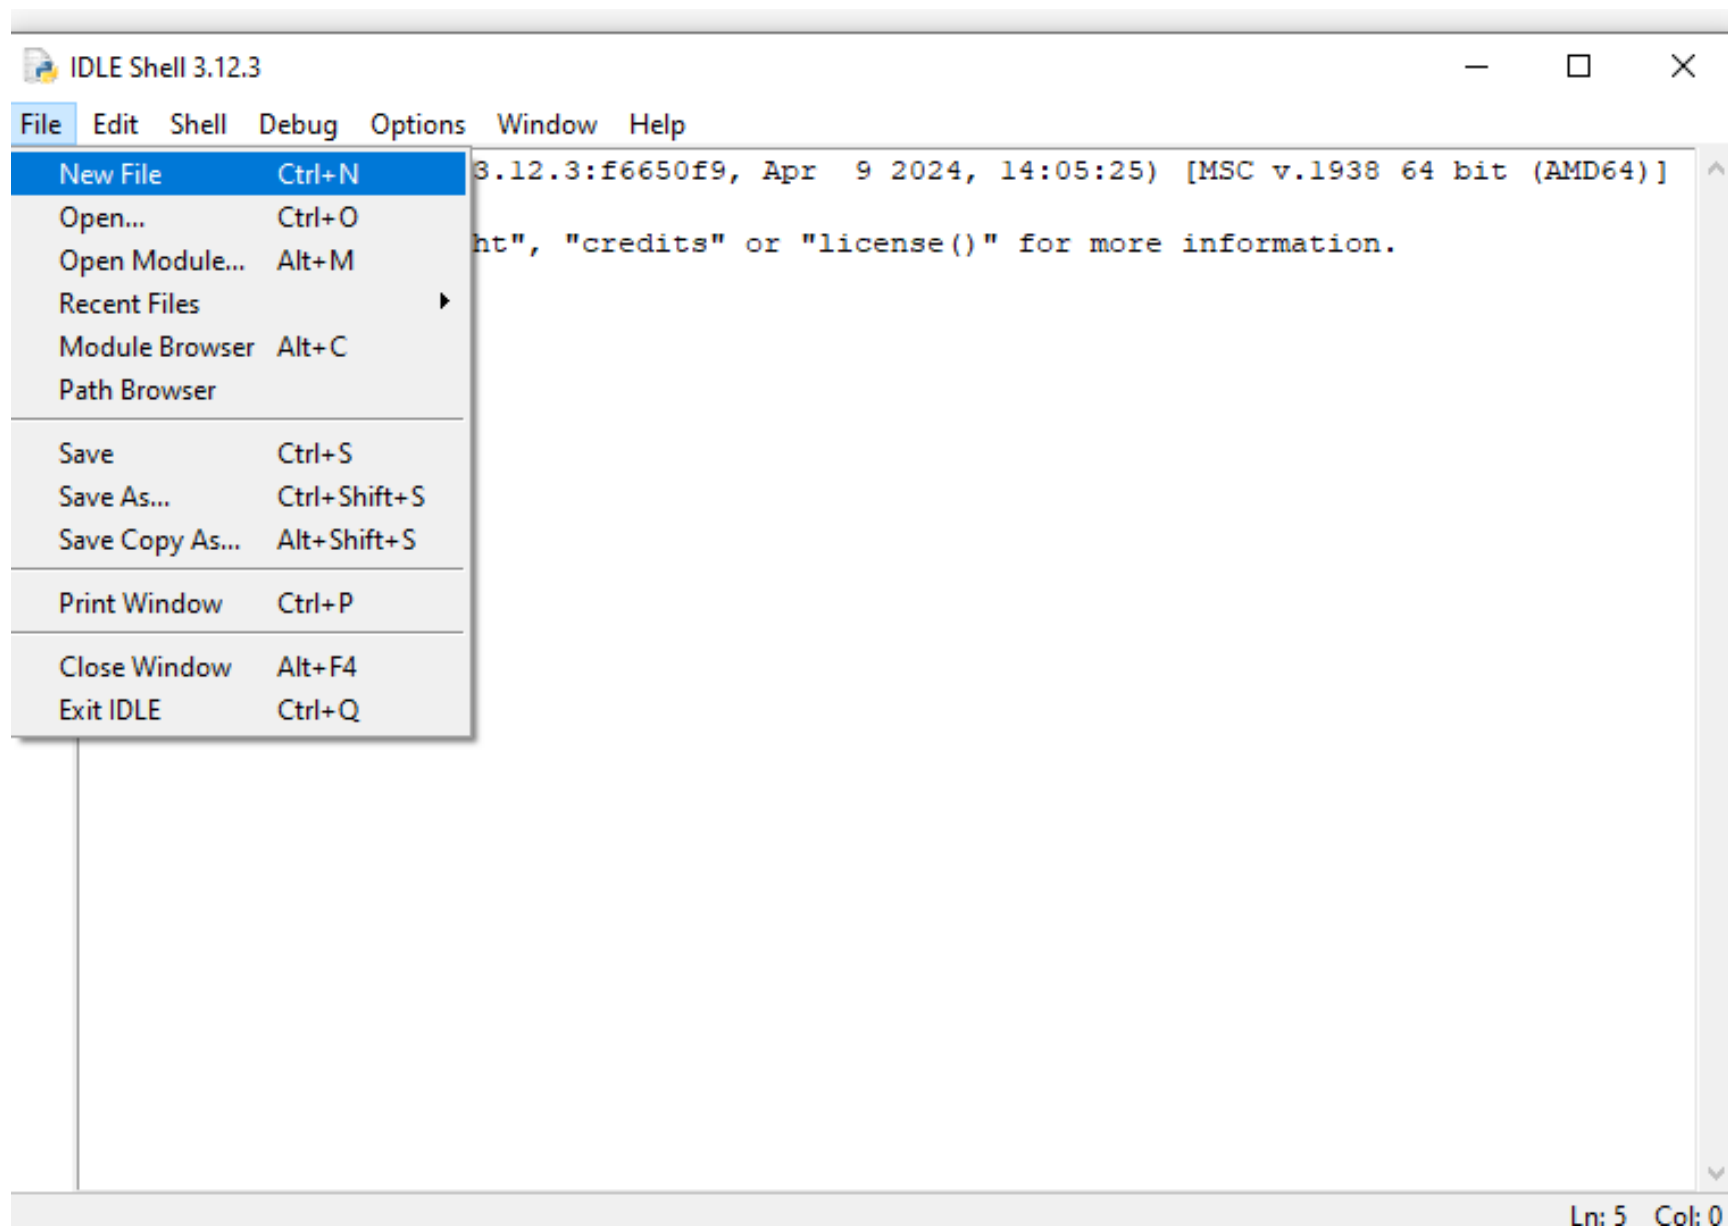 IDLE Shell 3.12.3
File Edit Shell Debug Options Window Help
New File Ctrl+N
Open... Ctrl+O
Open Module... Alt+M
Recent Files
Module Browser Alt+C
Path Browser
Save Ctrl+S
Save As... Ctrl+Shift+S
Save Copy As... Alt+Shift+S
Print Window Ctrl+P
Close Window Alt+F4
Exit IDLE Ctrl+Q
3.12.3:f6650f9, Apr 9 2024, 14:05:25) [MSC v.1938 64 bit (AMD64)]
ht", "credits" or "license()" for more information.
Ln: 5 Col: 0